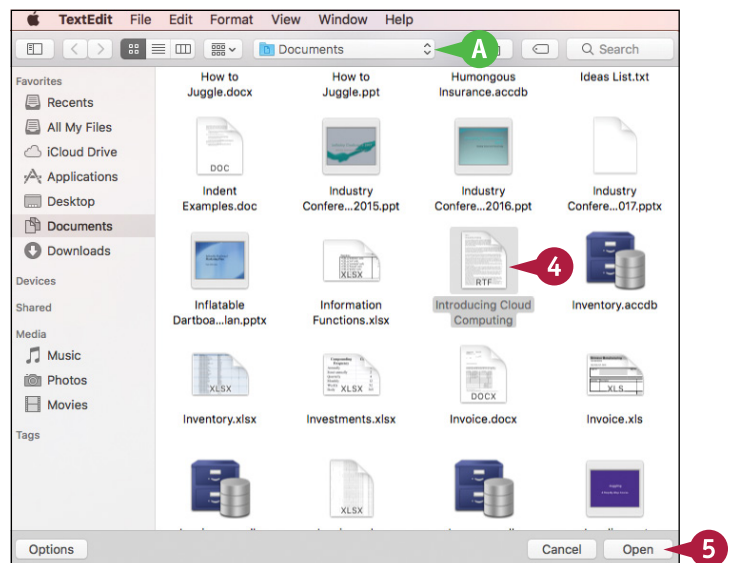 TextEdit File Edit Format View Window Help
Documents
A
Search
Favorites
Recents
All My Files
iCloud Drive
Applications
Desktop
Documents
Downloads
Devices
Shared
Media
Music
Photos
Movies
Tags
How to
Juggle.docx
How to
Juggle.ppt
Humongous
Insurance.accdb
Ideas List.txt
DOC
Indent
Examples.doc
Industry
Confere...2015.ppt
Industry
Confere...2016.ppt
Industry
Confere...017.pptx
XLSX
RTF
4
Inflatable
Dartboa...lan.pptx
Information
Functions.xlsx
Introducing Cloud
Computing
Inventory.accdb
XLSX
XLSX
DOCX
XLS
Inventory.xlsx
Investments.xlsx
Invoice.docx
Invoice.xls
XLSX
Options
Cancel
Open
5